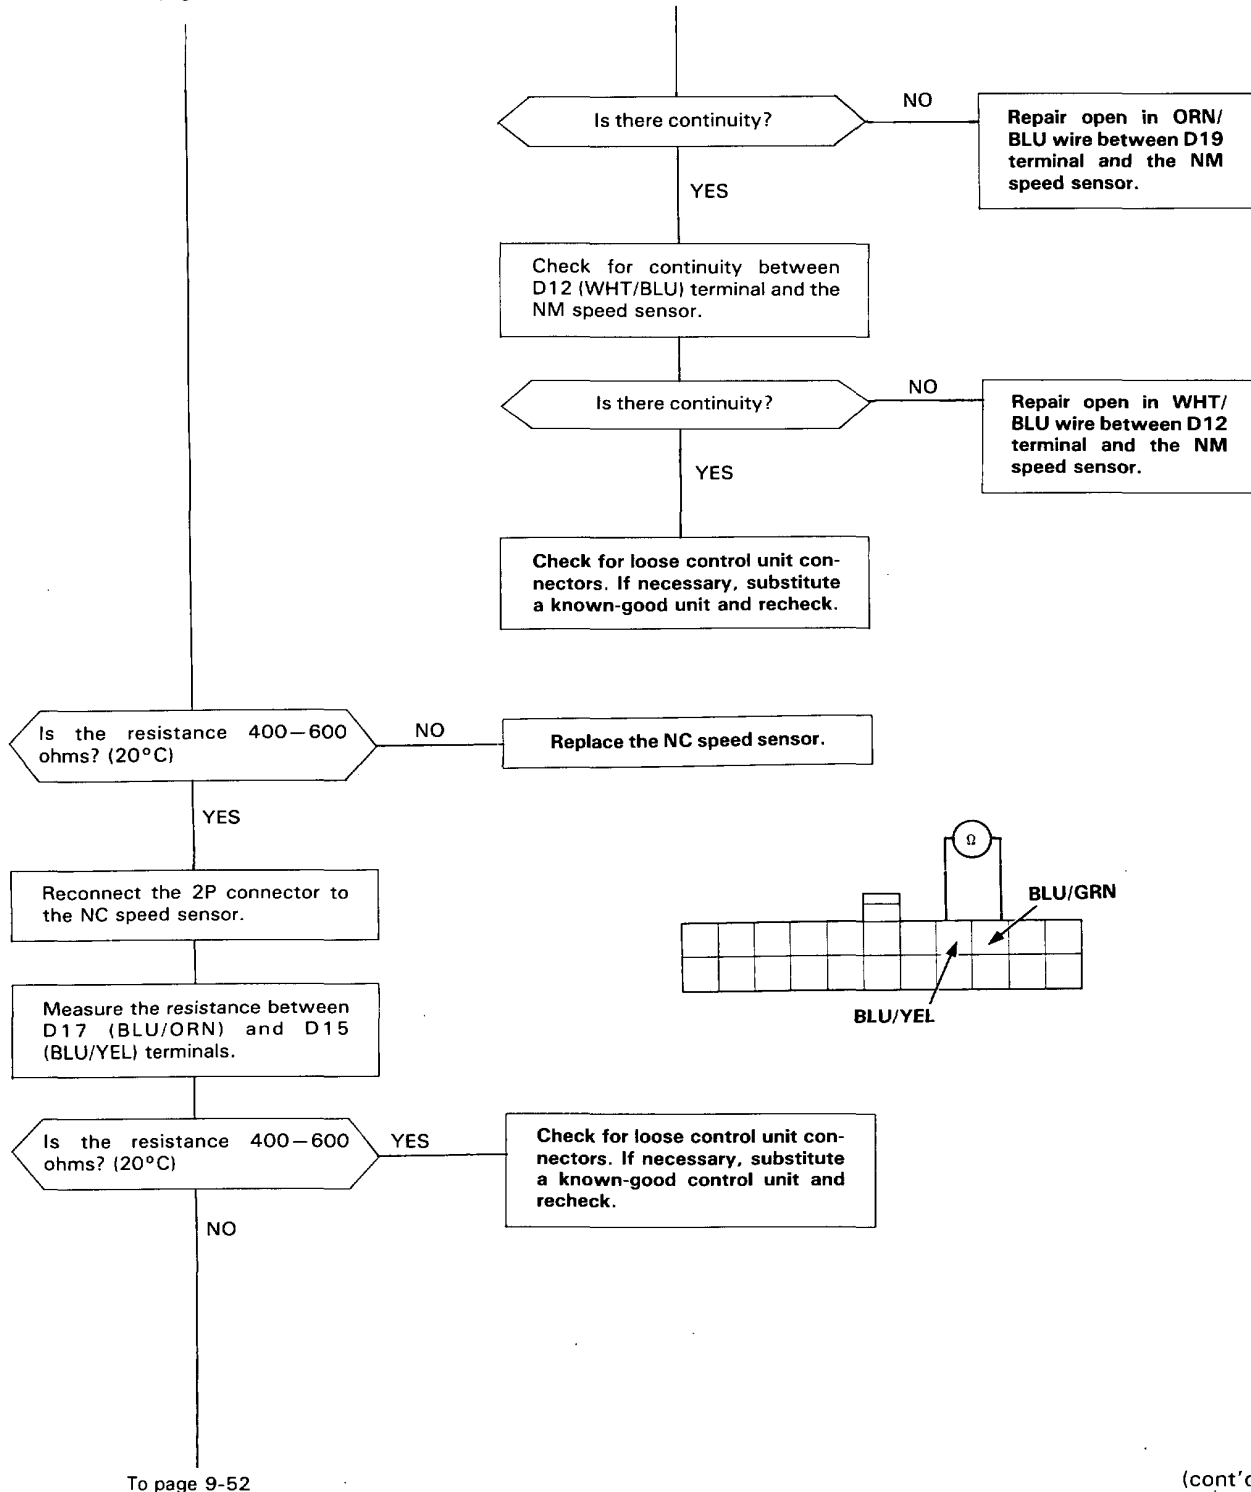 Is there continuity?
NO
Repair open in ORN/
BLU wire between D19
terminal and the NM
speed sensor.
YES
Check for continuity between
D12 (WHT/BLU) terminal and the
NM speed sensor.
Is there continuity?
NO
Repair open in WHT/
BLU wire between D12
terminal and the NM
speed sensor.
YES
Check for loose control unit con-
nectors. If necessary, substitute
a known-good unit and recheck.
Is the resistance 400—600
ohms? (20°C)
NO
Replace the NC speed sensor.
YES
Reconnect the 2P connector to
the NC speed sensor.
Ω
BLU/GRN
BLU/YEL
Measure the resistance between
D17 (BLU/ORN) and D15
(BLU/YEL) terminals.
Is the resistance 400—600
ohms? (20°C)
YES
Check for loose control unit con-
nectors. If necessary, substitute
a known-good control unit and
recheck.
NO
To page 9-52
(cont'd